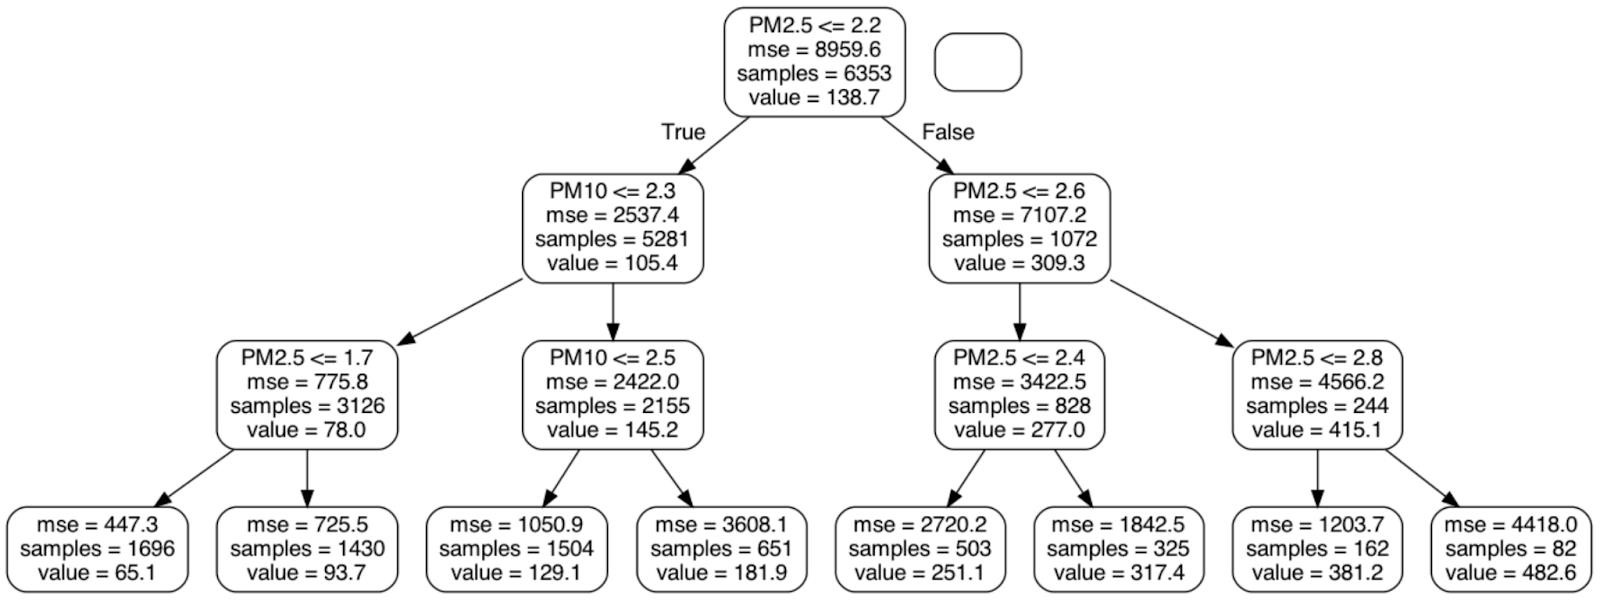 PM2.5 <= 2.2
mse = 8959.6
samples = 6353
value = 138.7
True
False
PM10 <= 2.3
mse = 2537.4
samples = 5281
value = 105.4
PM2.5 <= 2.6
mse = 7107.2
samples = 1072
value = 309.3
PM2.5 <= 1.7
mse = 775.8
samples = 3126
value = 78.0
PM10 <= 2.5
mse = 2422.0
samples = 2155
value = 145.2
PM2.5 <= 2.4
mse = 3422.5
samples = 828
value = 277.0
PM2.5 <= 2.8
mse = 4566.2
samples = 244
value = 415.1
mse = 447.3
samples = 1696
value = 65.1
mse = 725.5
samples = 1430
value = 93.7
mse = 1050.9
samples = 1504
value = 129.1
mse = 3608.1
samples = 651
value = 181.9
mse = 2720.2
samples = 503
value = 251.1
mse = 1842.5
samples = 325
value = 317.4
mse = 1203.7
samples = 162
value = 381.2
mse = 4418.0
samples = 82
value = 482.6